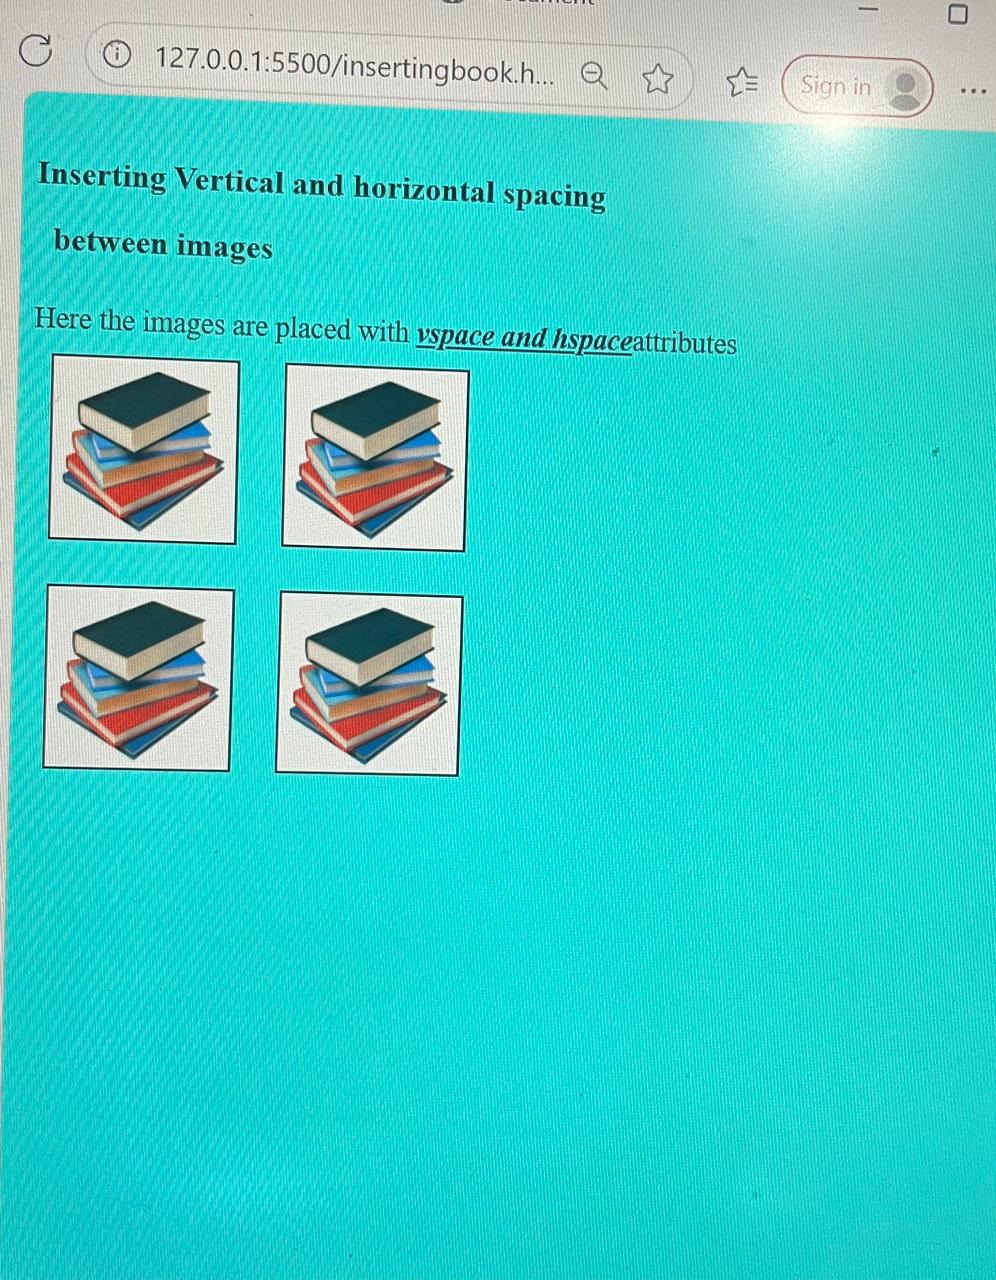 127.0.0.1:5500/insertingbook.h...
Sign in
Inserting Vertical and horizontal spacing
between images
Here the images are placed with vspace and hspaceattributes